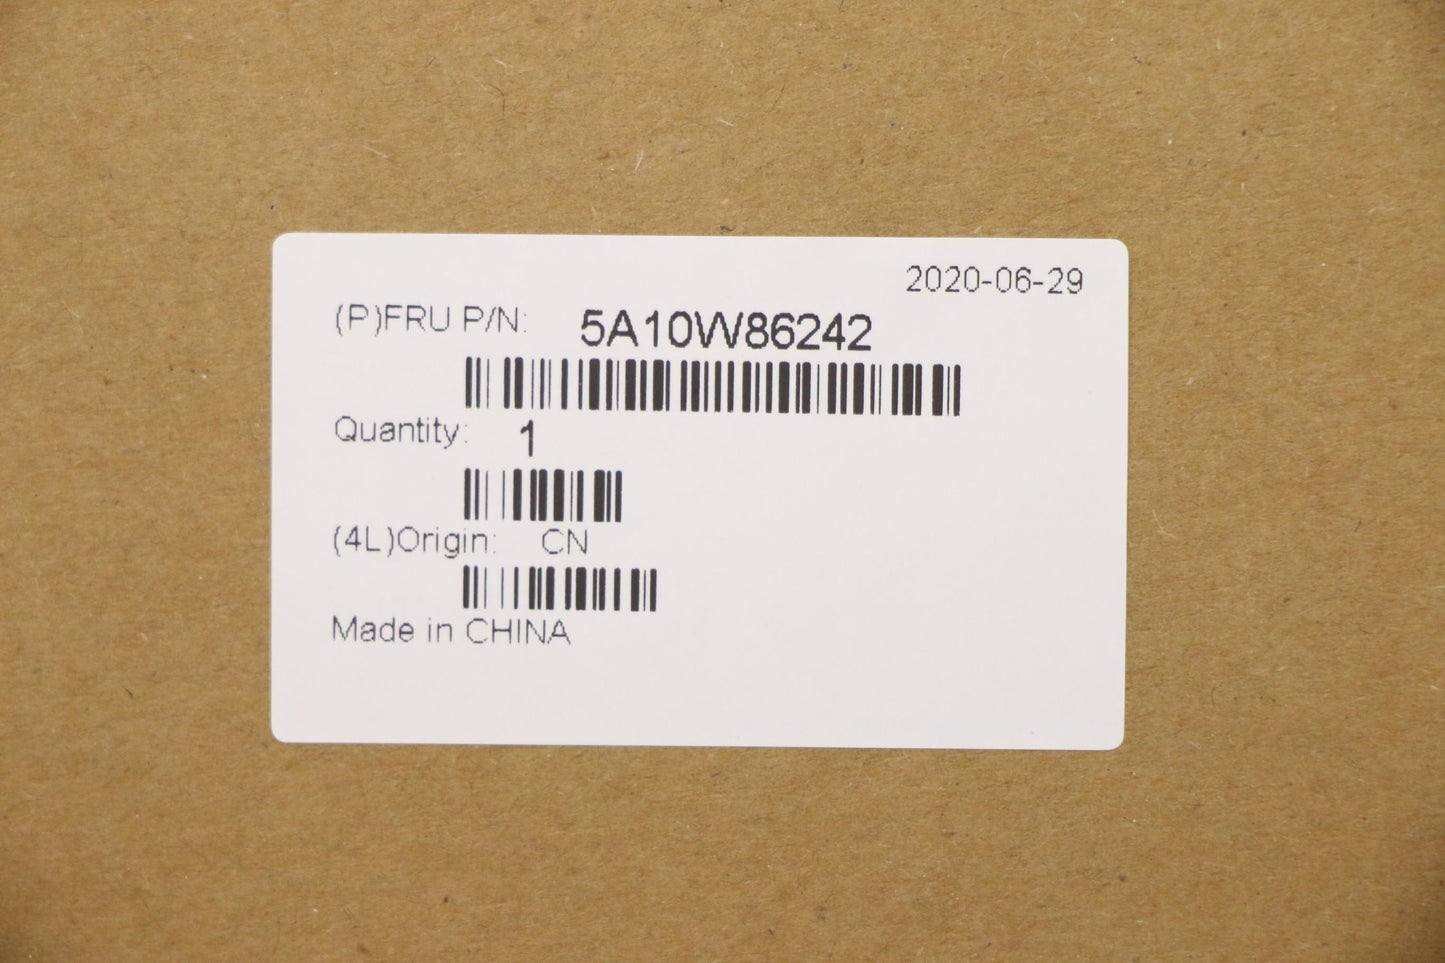 2020-06-29
(P)FRU P/N: 5A10W86242
Quantity: 1
(4L)Origin: CN
Made in CHINA